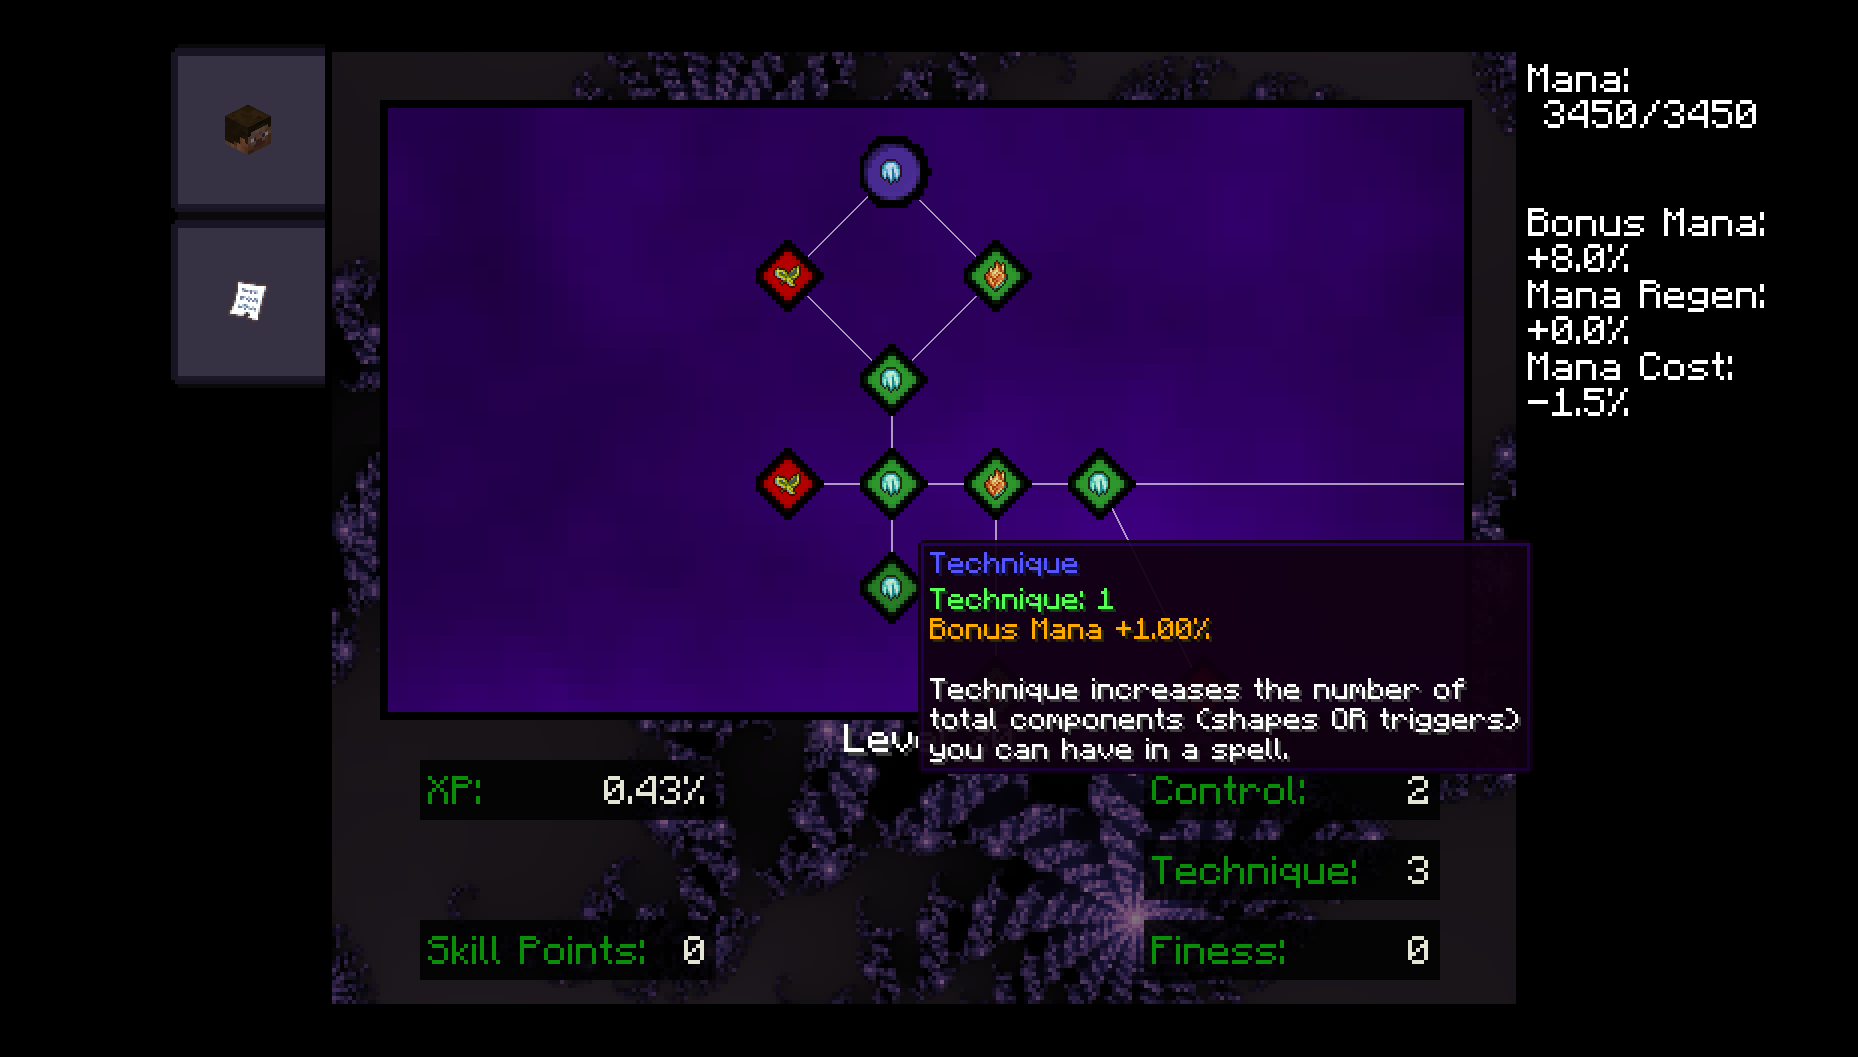 Mana:
3450/3450
Bonus Mana:
+8.0%
Mana Regen:
+0.0%
Mana Cost:
-1.5%
Technique
Technique: 1
Bonus Mana +1.00%
Technique increases the number of
total components (shapes OR triggers)
you can have in a spell.
XP: 0.43%
Skill Points: 0
Control: 2
Technique: 3
Finess: 0